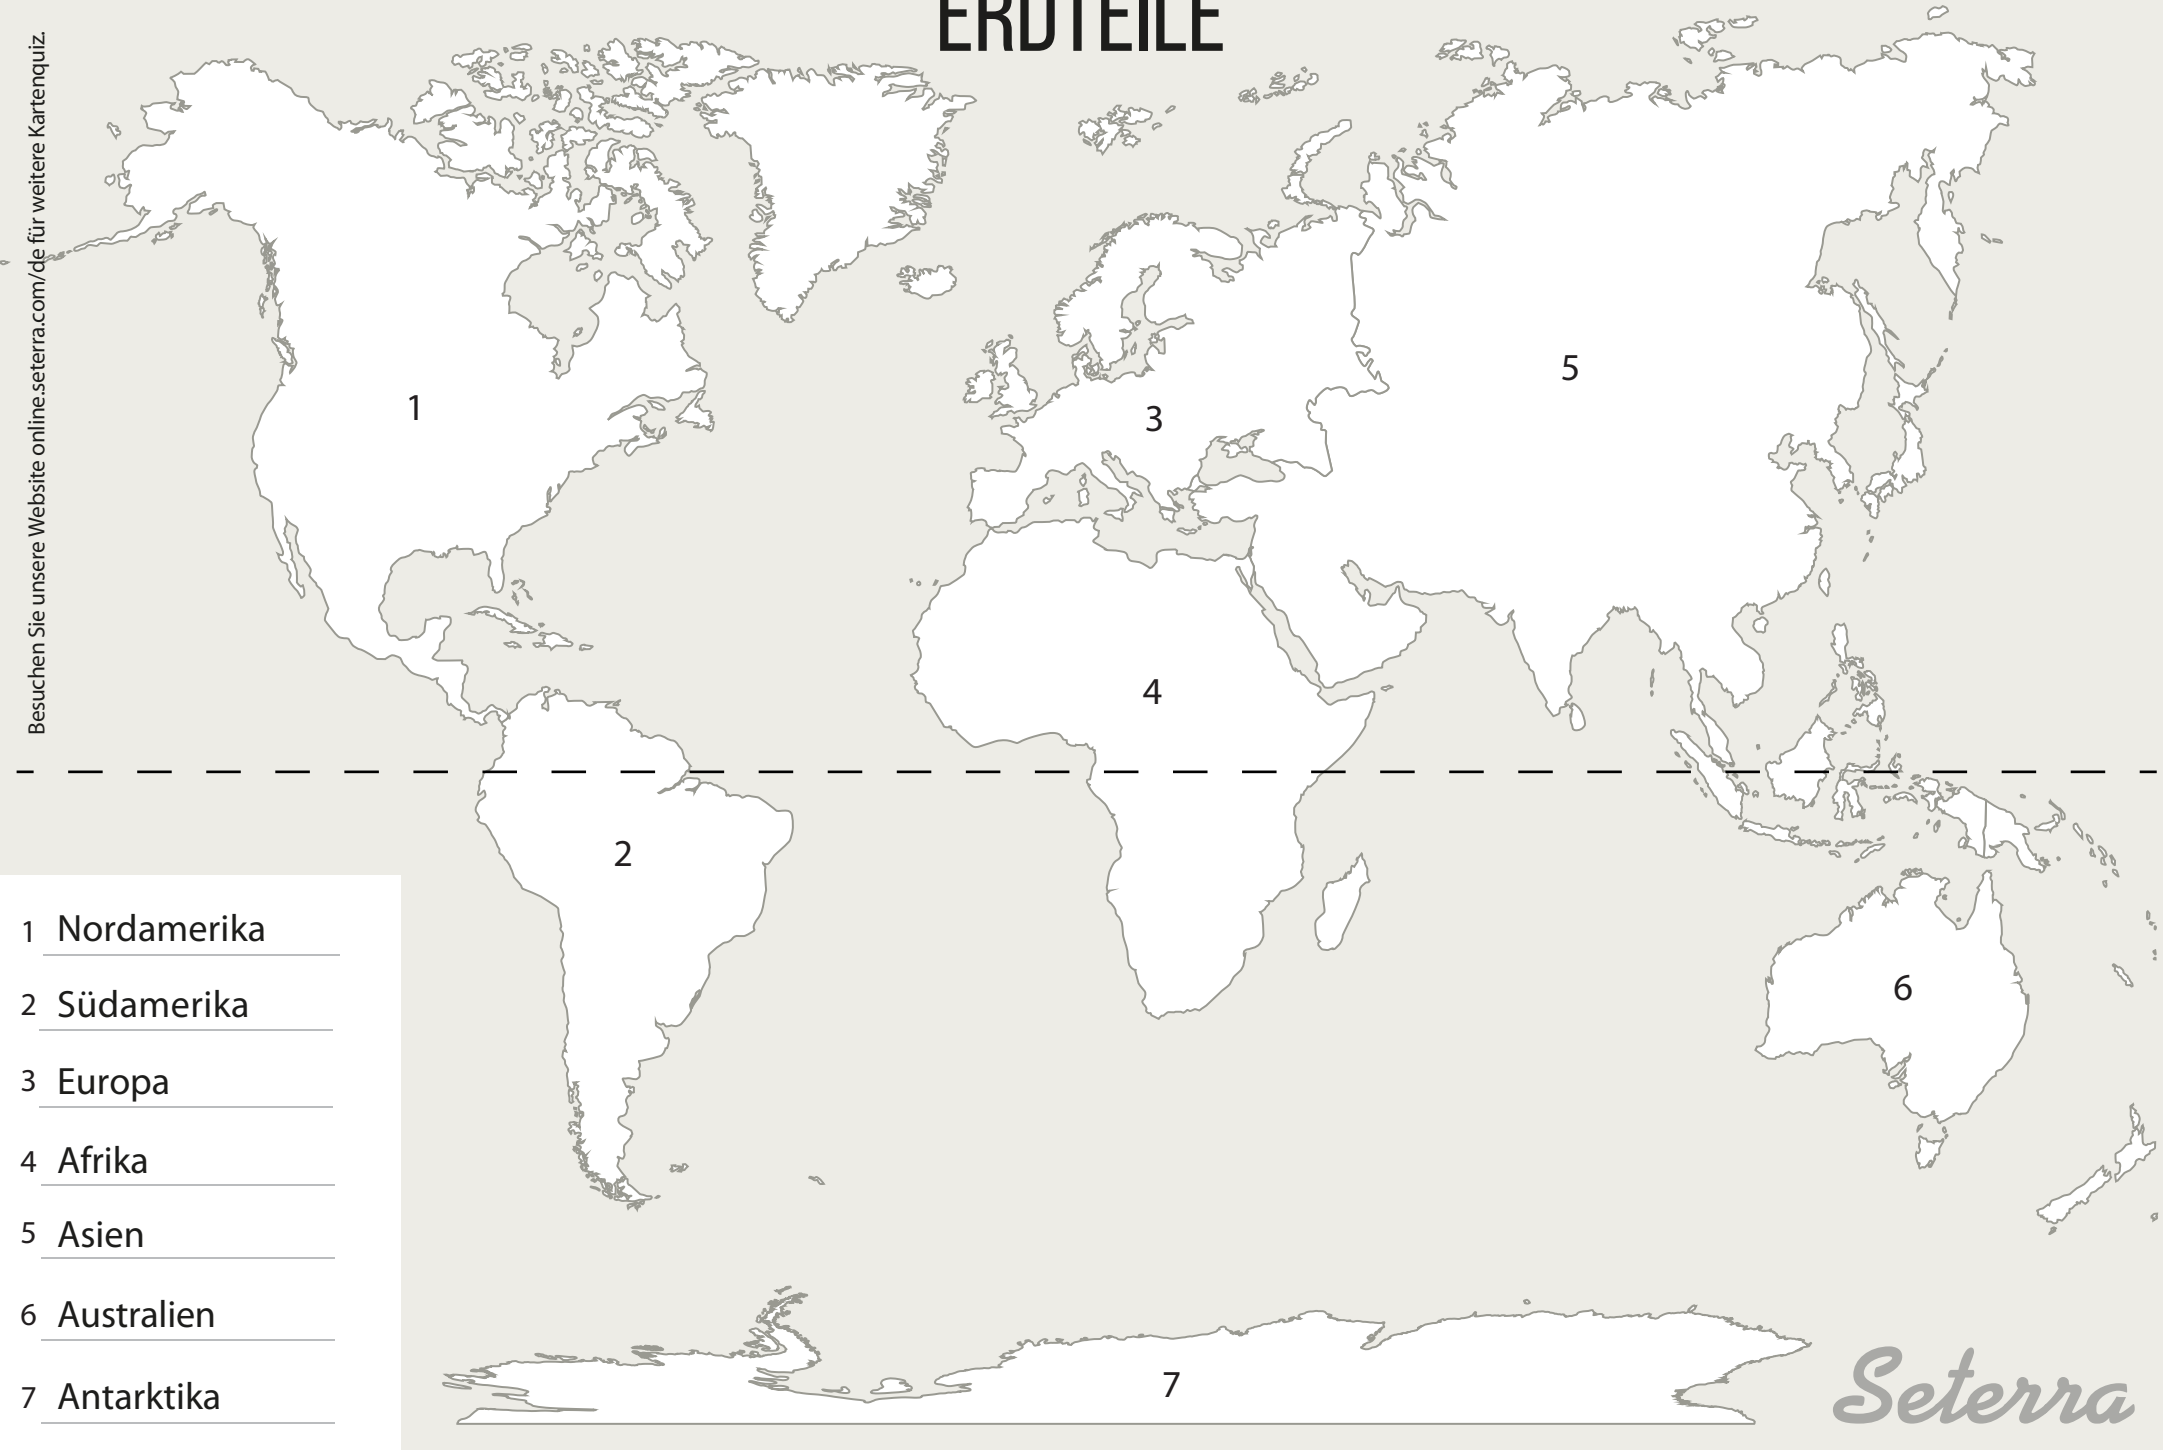 ERDTEILE
Besuchen Sie unsere Website online.seterra.com/de für weitere Kartenquiz.
1
2
3
4
5
6
7
1 Nordamerika
2 Südamerika
3 Europa
4 Afrika
5 Asien
6 Australien
7 Antarktika
Seterra